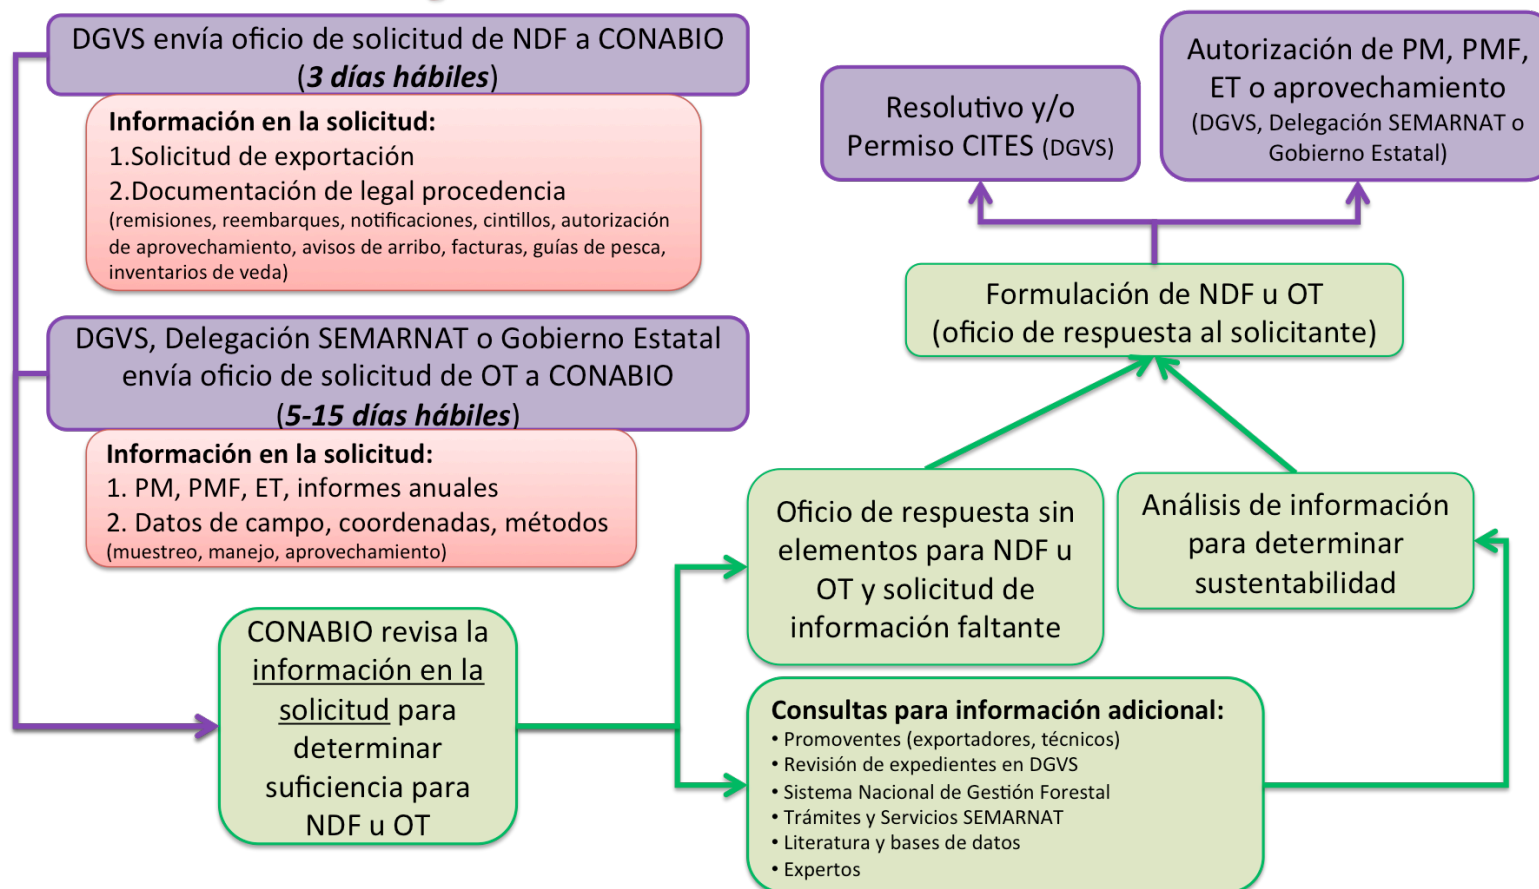 DGVS envía oficio de solicitud de NDF a CONABIO
(3 días hábiles)
Información en la solicitud:
1.Solicitud de exportación
2.Documentación de legal procedencia
(remisiones, reembarques, notificaciones, cintillos, autorización
de aprovechamiento, avisos de arribo, facturas, guías de pesca,
inventarios de veda)
DGVS, Delegación SEMARNAT o Gobierno Estatal
envía oficio de solicitud de OT a CONABIO
(5-15 días hábiles)
Información en la solicitud:
1. PM, PMF, ET, informes anuales
2. Datos de campo, coordenadas, métodos
(muestreo, manejo, aprovechamiento)
CONABIO revisa la
información en la
solicitud para
determinar
suficiencia para
NDF u OT
Oficio de respuesta sin
elementos para NDF u
OT y solicitud de
información faltante
Consultas para información adicional:
• Promoventes (exportadores, técnicos)
• Revisión de expedientes en DGVS
• Sistema Nacional de Gestión Forestal
• Trámites y Servicios SEMARNAT
• Literatura y bases de datos
• Expertos
Análisis de información
para determinar
sustentabilidad
Formulación de NDF u OT
(oficio de respuesta al solicitante)
Resolutivo y/o
Permiso CITES (DGVS)
Autorización de PM, PMF,
ET o aprovechamiento
(DGVS, Delegación SEMARNAT o
Gobierno Estatal)